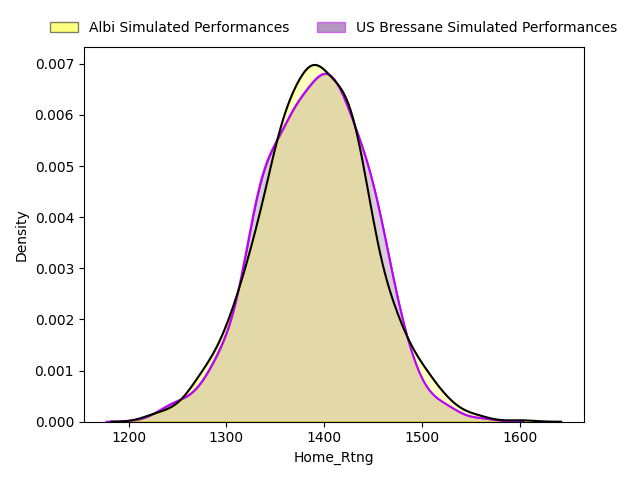 Albi Simulated Performances US Bressane Simulated Performances
0.007
0.006
0.005
0.004
0.003
0.002
0.001
0.000
Density
1200 1300 1400 1500 1600
Home_Rtng